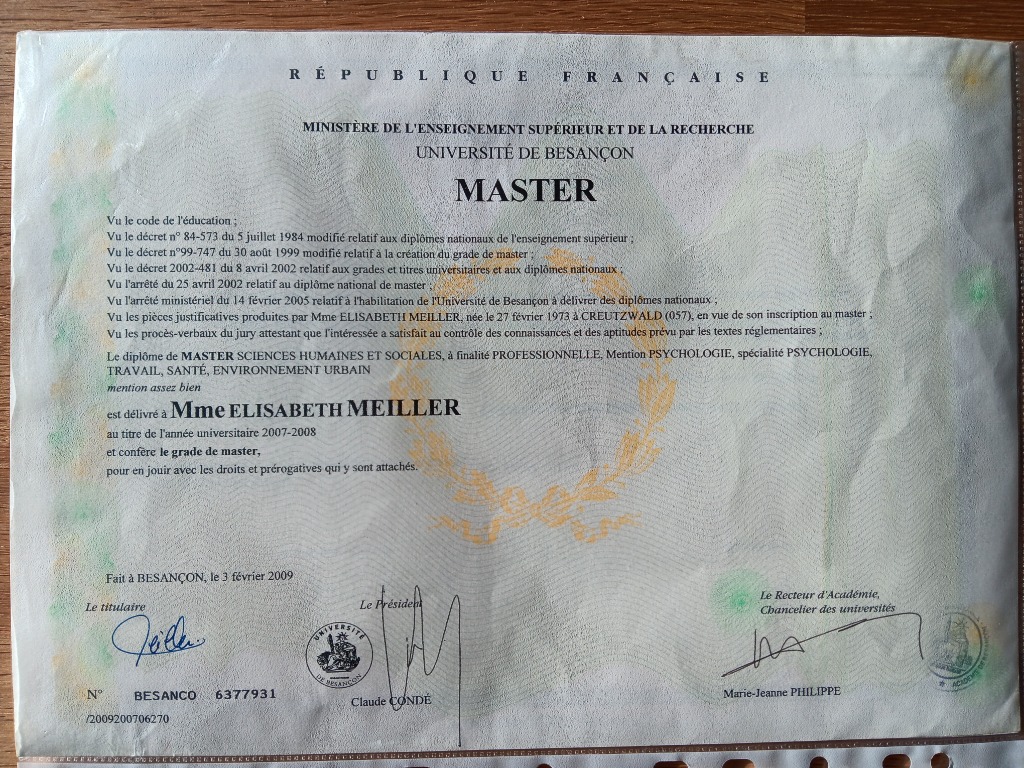 RÉPUBLIQUE FRANÇAISE
MINISTÈRE DE L'ENSEIGNEMENT SUPÉRIEUR ET DE LA RECHERCHE
UNIVERSITÉ DE BESANÇON
MASTER
Vu le code de l'éducation ;
Vu le décret n° 84-573 du 5 juillet 1984 modifié relatif aux diplômes nationaux de l'enseignement supérieur ;
Vu le décret n°99-747 du 30 août 1999 modifié relatif à la création du grade de master ;
Vu le décret 2002-481 du 8 avril 2002 relatif aux grades et titres universitaires et aux diplômes nationaux ;
Vu l'arrêté du 25 avril 2002 relatif au diplôme national de master ;
Vu l'arrêté ministériel du 14 février 2005 relatif à l'habilitation de l'Université de Besançon à délivrer des diplômes nationaux ;
Vu les pièces justificatives produites par Mme ELISABETH MEILLER, née le 27 février 1973 à CREUTZWALD (057), en vue de son inscription au master ;
Vu les procès-verbaux du jury attestant que l'intéressée a satisfait au contrôle des connaissances et des aptitudes prévu par les textes réglementaires ;
Le diplôme de MASTER SCIENCES HUMAINES ET SOCIALES, à finalité PROFESSIONNELLE, Mention PSYCHOLOGIE, spécialité PSYCHOLOGIE,
TRAVAIL, SANTÉ, ENVIRONNEMENT URBAIN
mention assez bien
est délivré à Mme ELISABETH MEILLER
au titre de l'année universitaire 2007-2008
et confère le grade de master,
pour en jouir avec les droits et prérogatives qui y sont attachés.
Fait à BESANÇON, le 3 février 2009
Le titulaire
Le Président
Le Recteur d'Académie,
Chancelier des universités
Meiller
UNIVERSITÉ
DE BESANÇON
N° BESANCO 6377931
Claude CONDÉ
Marie-Jeanne PHILIPPE
/2009200706270